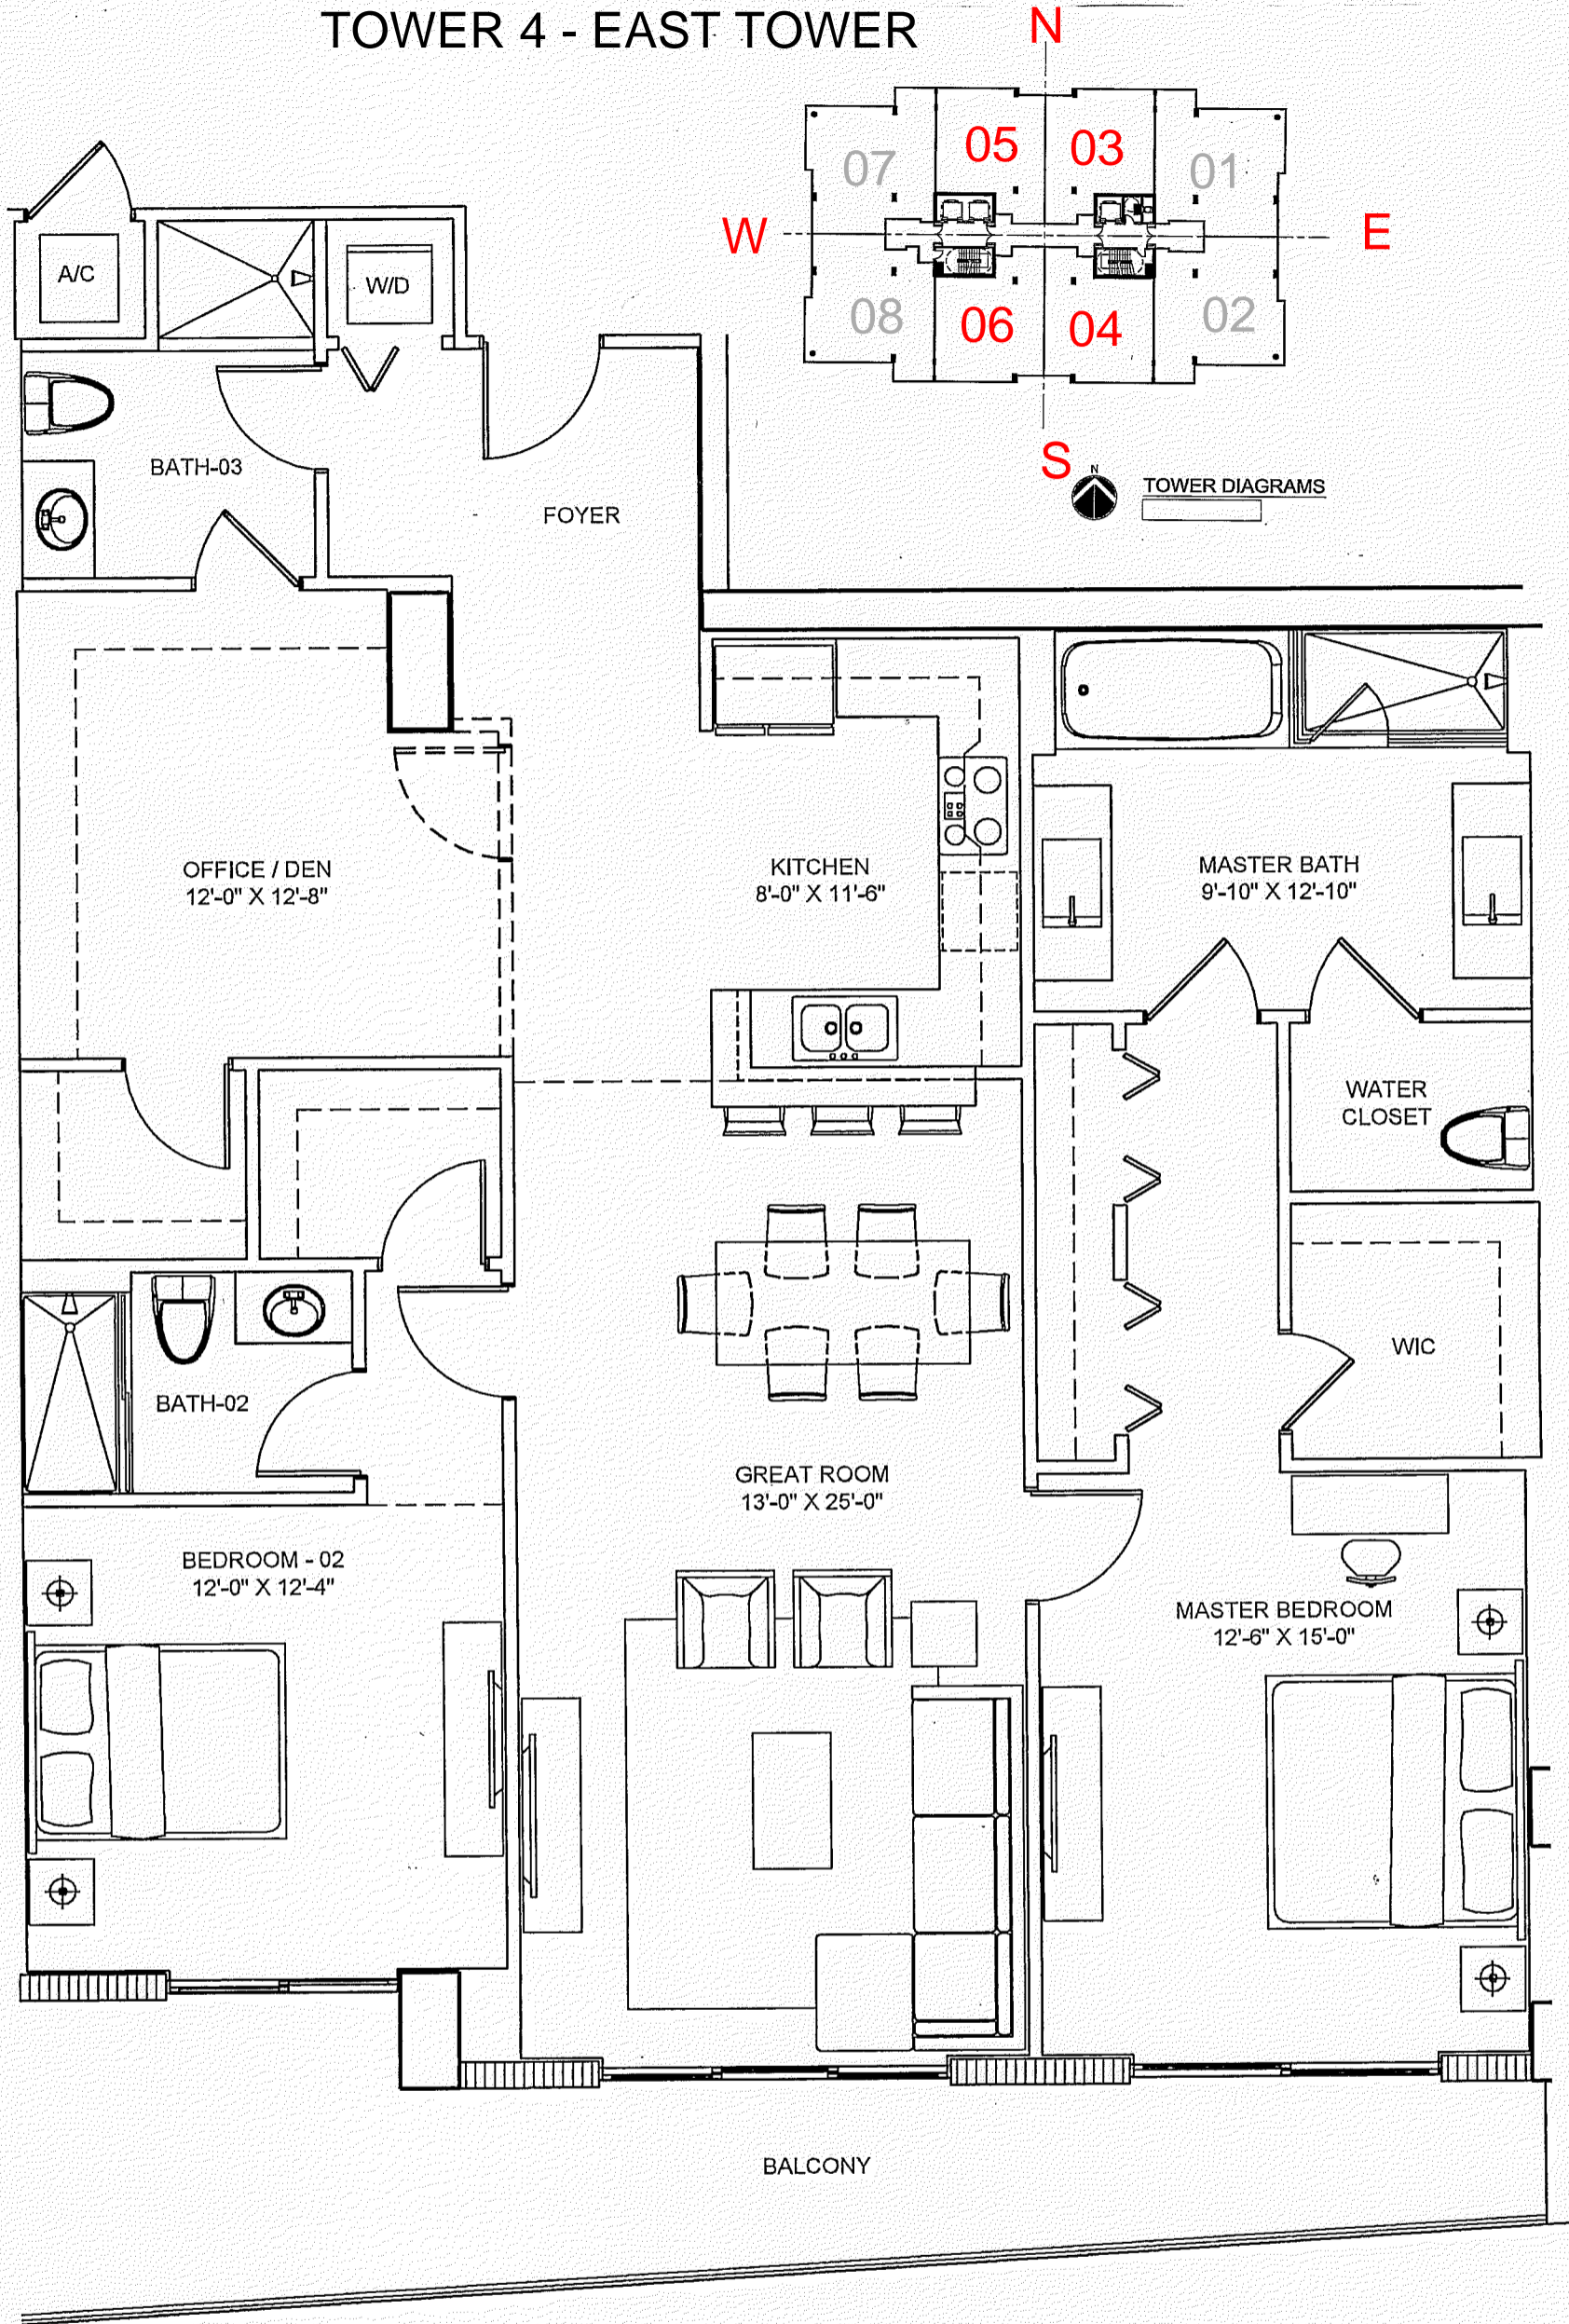 TOWER 4 - EAST TOWER
N
05
03
07
01
W
E
08
06
04
02
S
N
TOWER DIAGRAMS
A/C
W/D
BATH-03
FOYER
OFFICE / DEN
12'-0" X 12'-8"
KITCHEN
8'-0" X 11'-6"
MASTER BATH
9'-10" X 12'-10"
WATER
CLOSET
WIC
BATH-02
GREAT ROOM
13'-0" X 25'-0"
BEDROOM - 02
12'-0" X 12'-4"
MASTER BEDROOM
12'-6" X 15'-0"
BALCONY